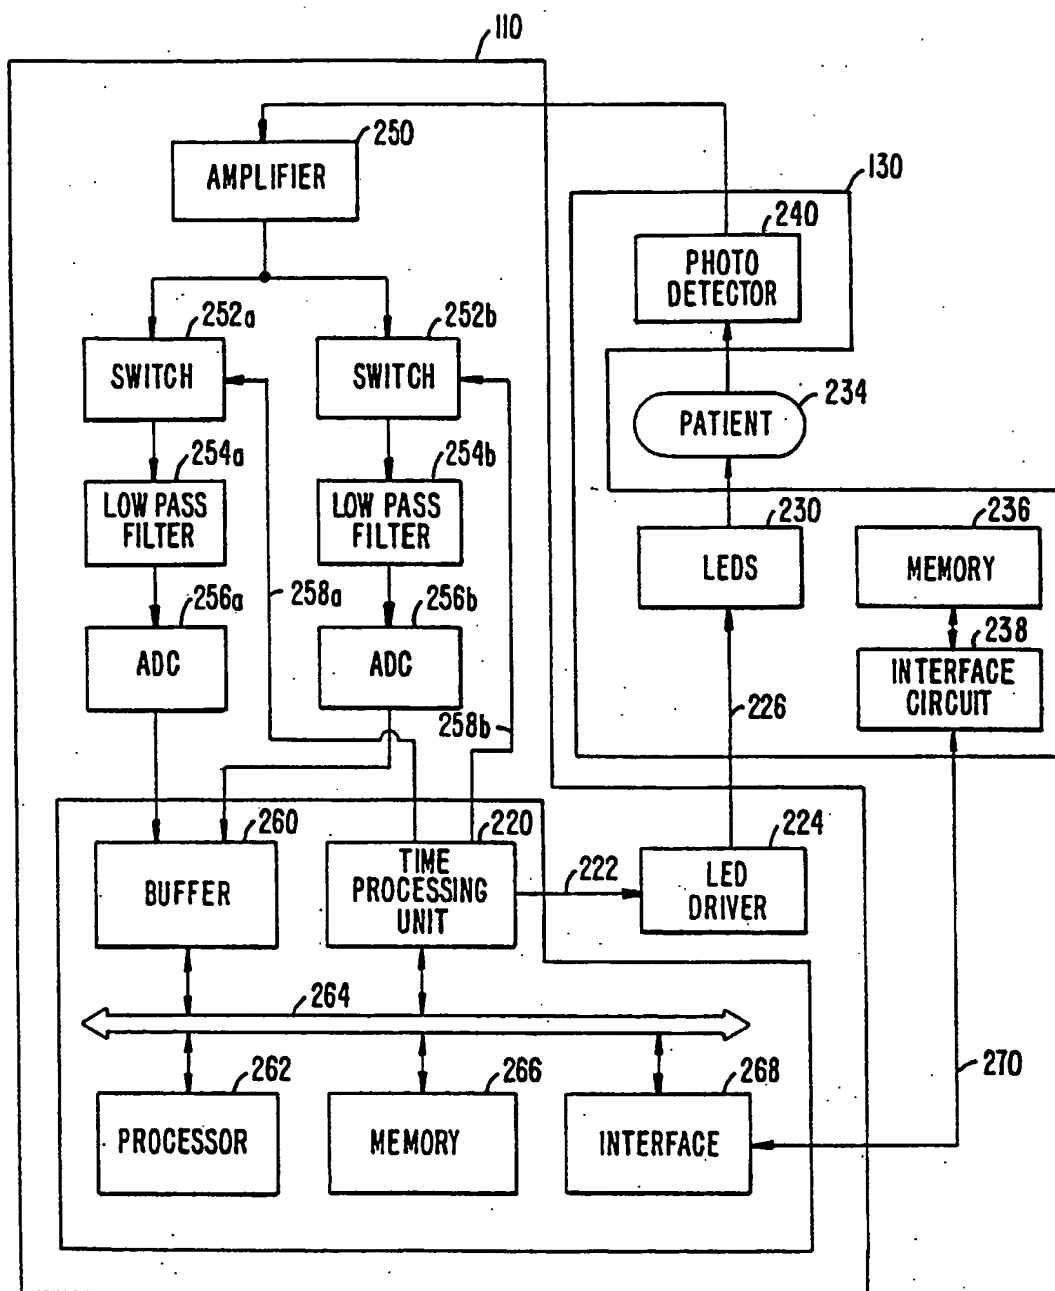 110
250
AMPLIFIER
130
240
PHOTO
DETECTOR
252a
252b
SWITCH
SWITCH
234
PATIENT
254a
254b
LOW PASS
FILTER
LOW PASS
FILTER
230
236
LEDS
MEMORY
256a
258a
256b
238
ADC
ADC
INTERFACE
CIRCUIT
258b
226
260
220
224
BUFFER
TIME
PROCESSING
UNIT
222
LED
DRIVER
264
262
266
268
270
PROCESSOR
MEMORY
INTERFACE